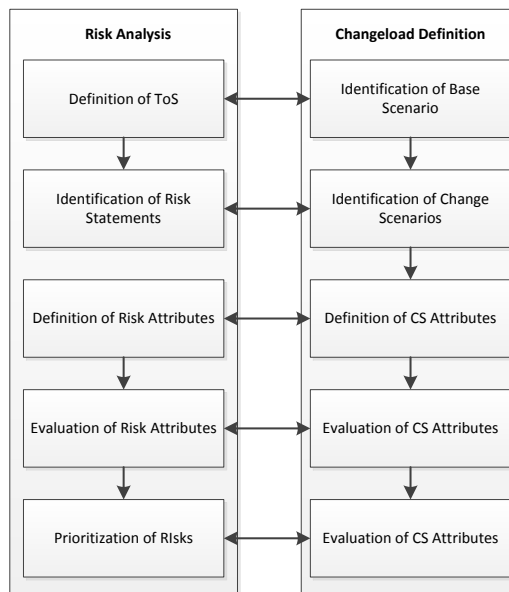 Risk Analysis
Changeload Definition
Definition of ToS
Identification of Base
Scenario
Identification of Risk
Statements
Identification of Change
Scenarios
Definition of Risk Attributes
Definition of CS Attributes
Evaluation of Risk Attributes
Evaluation of CS Attributes
Prioritization of RIsks
Evaluation of CS Attributes